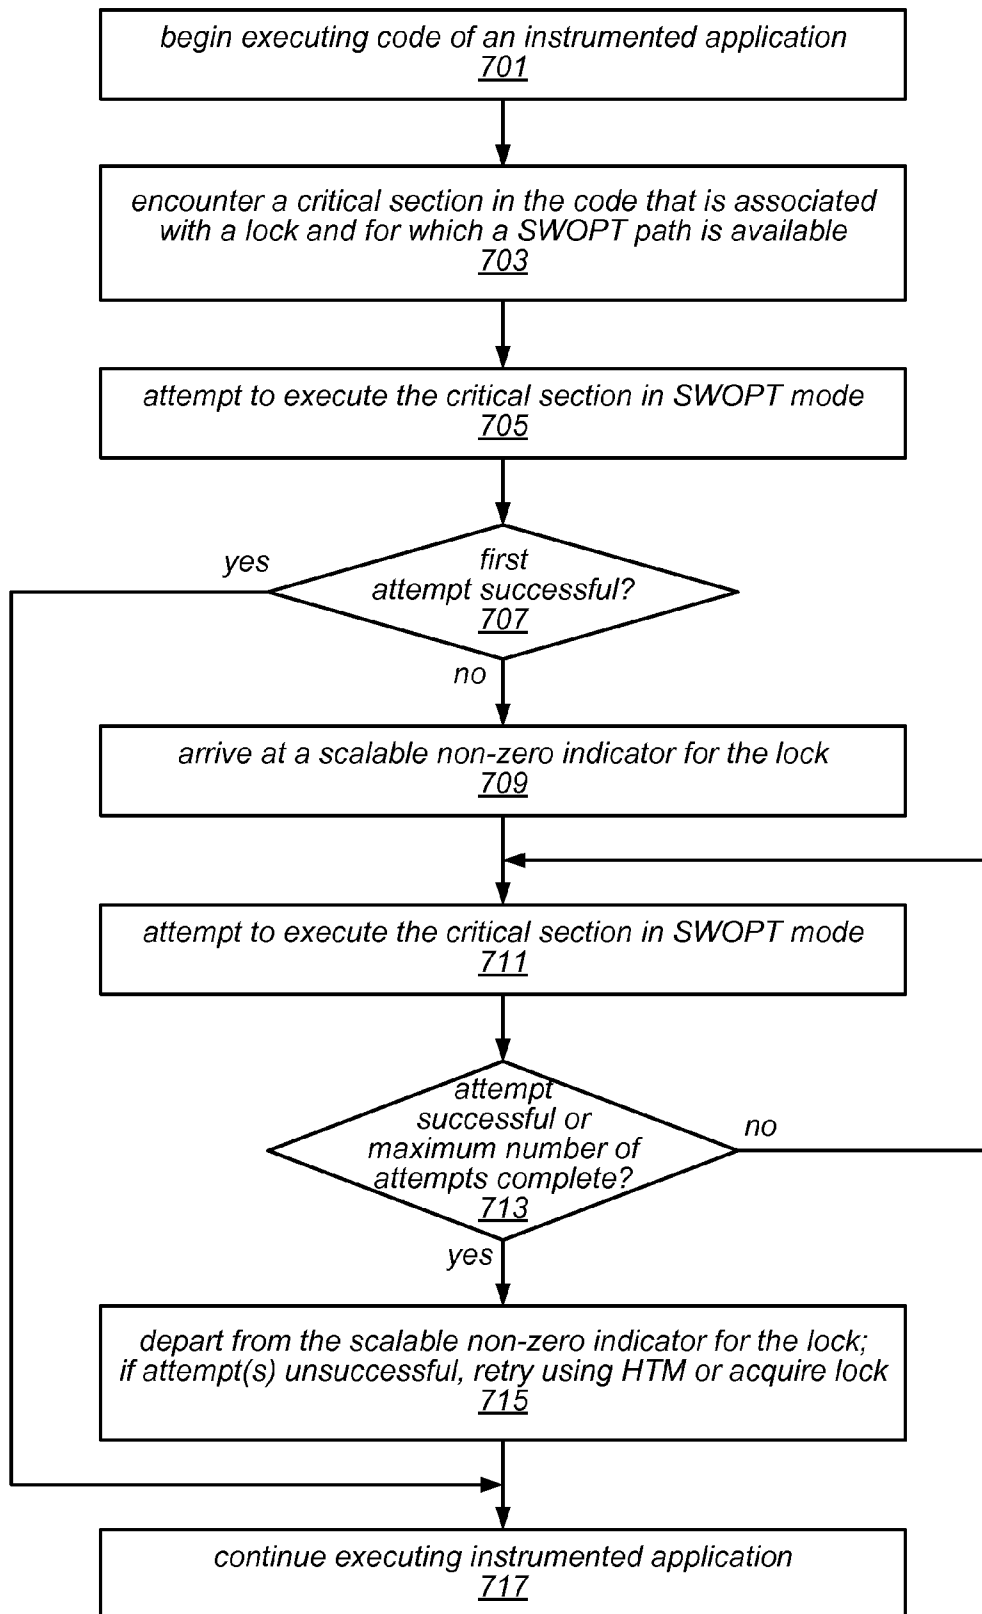 begin executing code of an instrumented application
701
encounter a critical section in the code that is associated
with a lock and for which a SWOPT path is available
703
attempt to execute the critical section in SWOPT mode
705
yes
first
attempt successful?
707
no
arrive at a scalable non-zero indicator for the lock
709
attempt to execute the critical section in SWOPT mode
711
attempt
successful or
maximum number of
attempts complete?
713
no
yes
depart from the scalable non-zero indicator for the lock;
if attempt(s) unsuccessful, retry using HTM or acquire lock
715
continue executing instrumented application
717